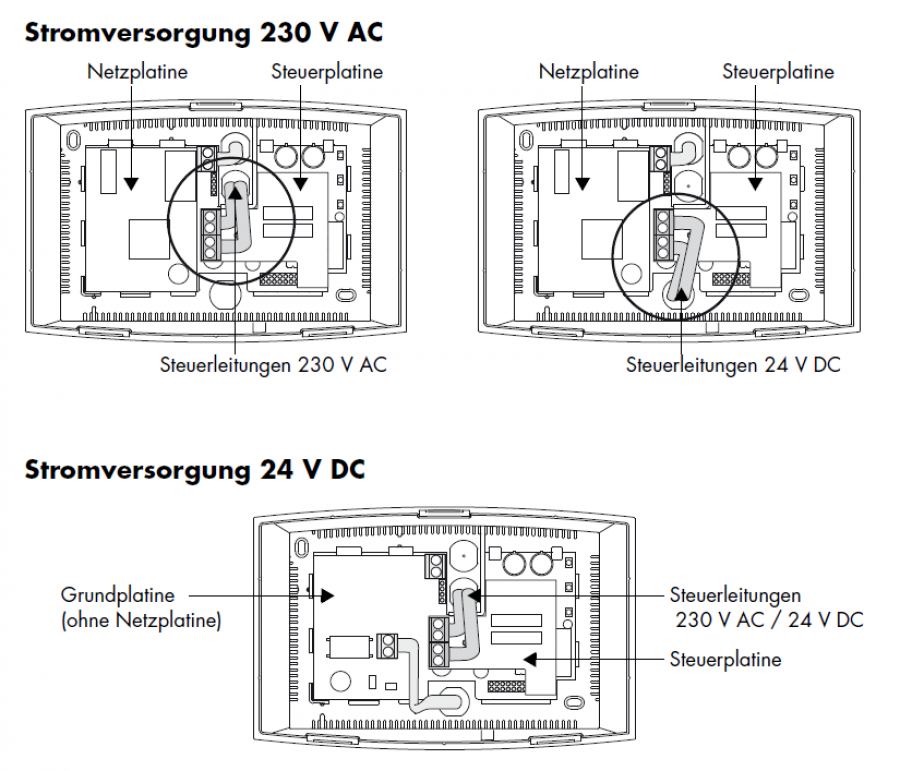 Stromversorgung 230 V AC
Netzplatine
Steuerplatine
Netzplatine
Steuerplatine
Steuerleitungen 230 V AC
Steuerleitungen 24 V DC
Stromversorgung 24 V DC
Grundplatine
(ohne Netzplatine)
Steuerleitungen
230 V AC / 24 V DC
Steuerplatine